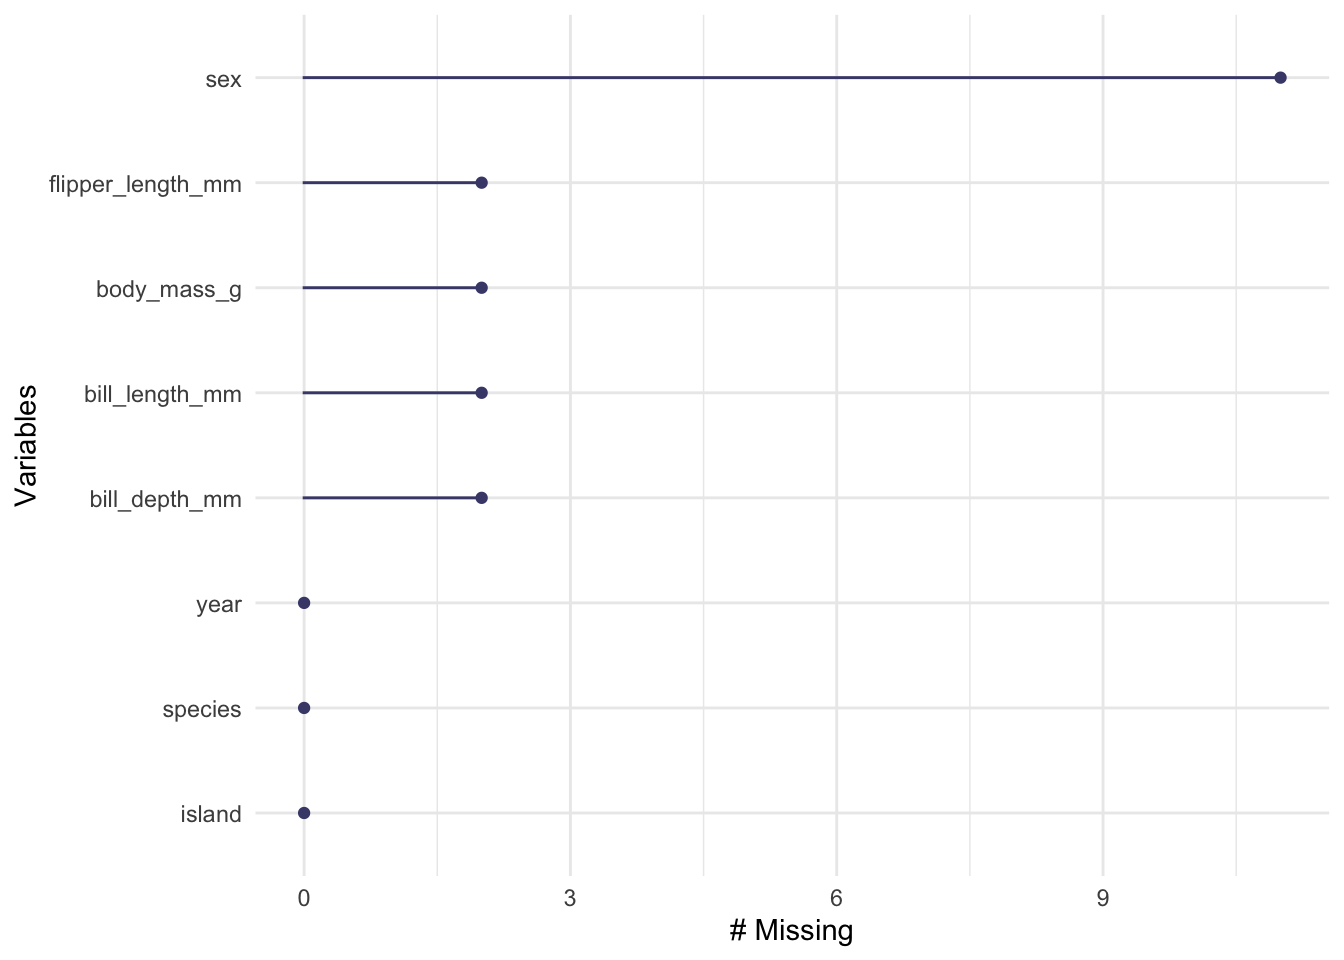 sex
flipper_length_mm
body_mass_g
bill_length_mm
bill_depth_mm
year
species
island
Variables
0 3 6 9
# Missing